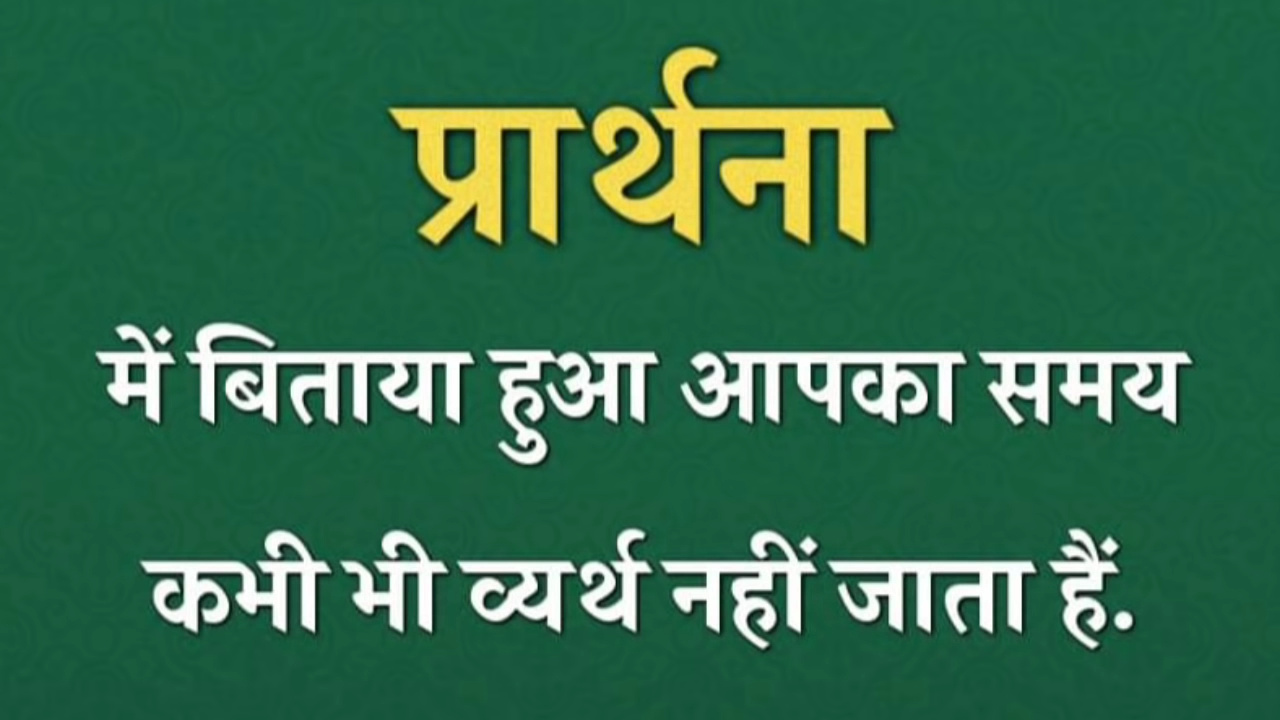 प्रार्थना
में बिताया हुआ आपका समय
कभी भी व्यर्थ नहीं जाता हैं.